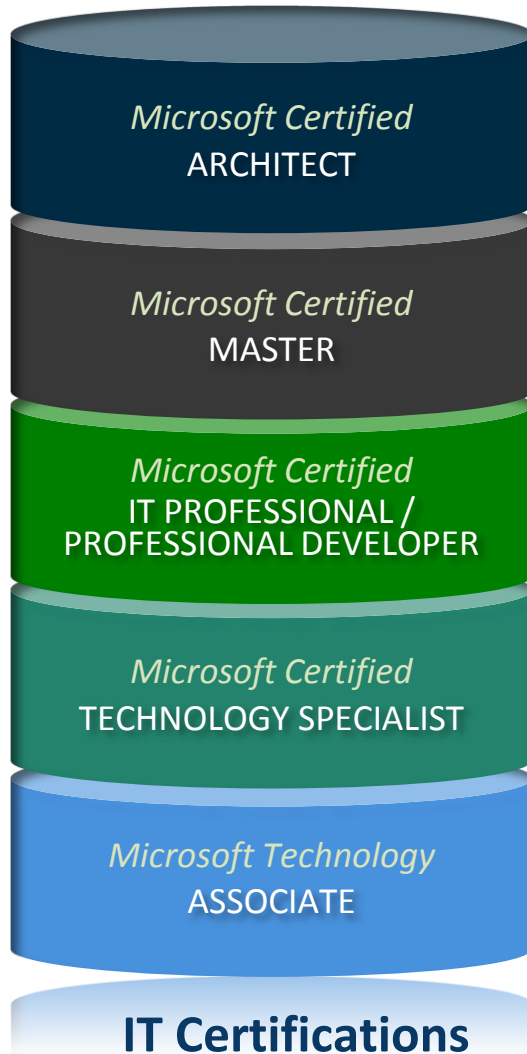 Microsoft Certified
ARCHITECT
Microsoft Certified
MASTER
Microsoft Certified
IT PROFESSIONAL /
PROFESSIONAL DEVELOPER
Microsoft Certified
TECHNOLOGY SPECIALIST
Microsoft Technology
ASSOCIATE
IT Certifications